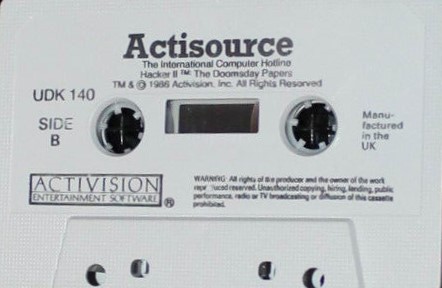 Actisource
The International Computer Hotline
Hacker II ™: The Doomsday Papers
TM & © 1986 Activision, Inc. All Rights Reserved
UDK 140
SIDE
B
Manu-
factured
in the
UK
ACTIVISION
ENTERTAINMENT SOFTWARE ®
WARNING: All rights of the producer and the owner of the work
reproduced reserved. Unauthorized copying, hiring, lending, public
performance, radio or TV broadcasting or diffusion of this cassette
prohibited.